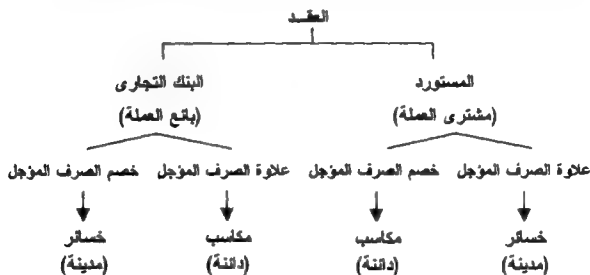 العقـد
المستورد
البنك التجارى
(مشترى العملة)
(بائع العملة)
علاوة الصرف المؤجل
خصم الصرف المؤجل
علاوة الصرف المؤجل
خصم الصرف المؤجل
خسائر
مكاسب
مكاسب
خسائر
(مدينة)
(دائنة)
(دائنة)
(مدينة)